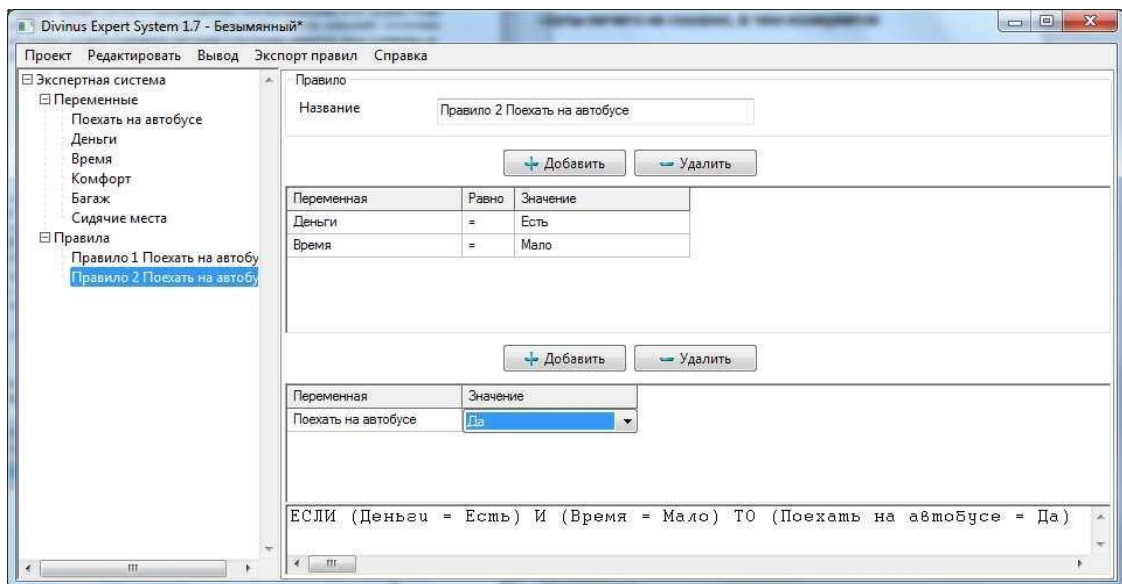 Divinus Expert System 1.7 - Безымянный*
Проект Редактировать Вывод Экспорт правил Справка
Экспертная система
Переменные
Поехать на автобусе
Деньги
Время
Комфорт
Багаж
Сидячие места
Правила
Правило 1 Поехать на автобу
Правило 2 Поехать на автобу
Правило
Название Правило 2 Поехать на автобусе
Добавить Удалить
Переменная Равно Значение
Деньги = Есть
Время = Мало
Добавить Удалить
Переменная Значение
Поехать на автобусе Да
ЕСЛИ (Деньги = Есть) И (Время = Мало) ТО (Поехать на автобусе = Да)